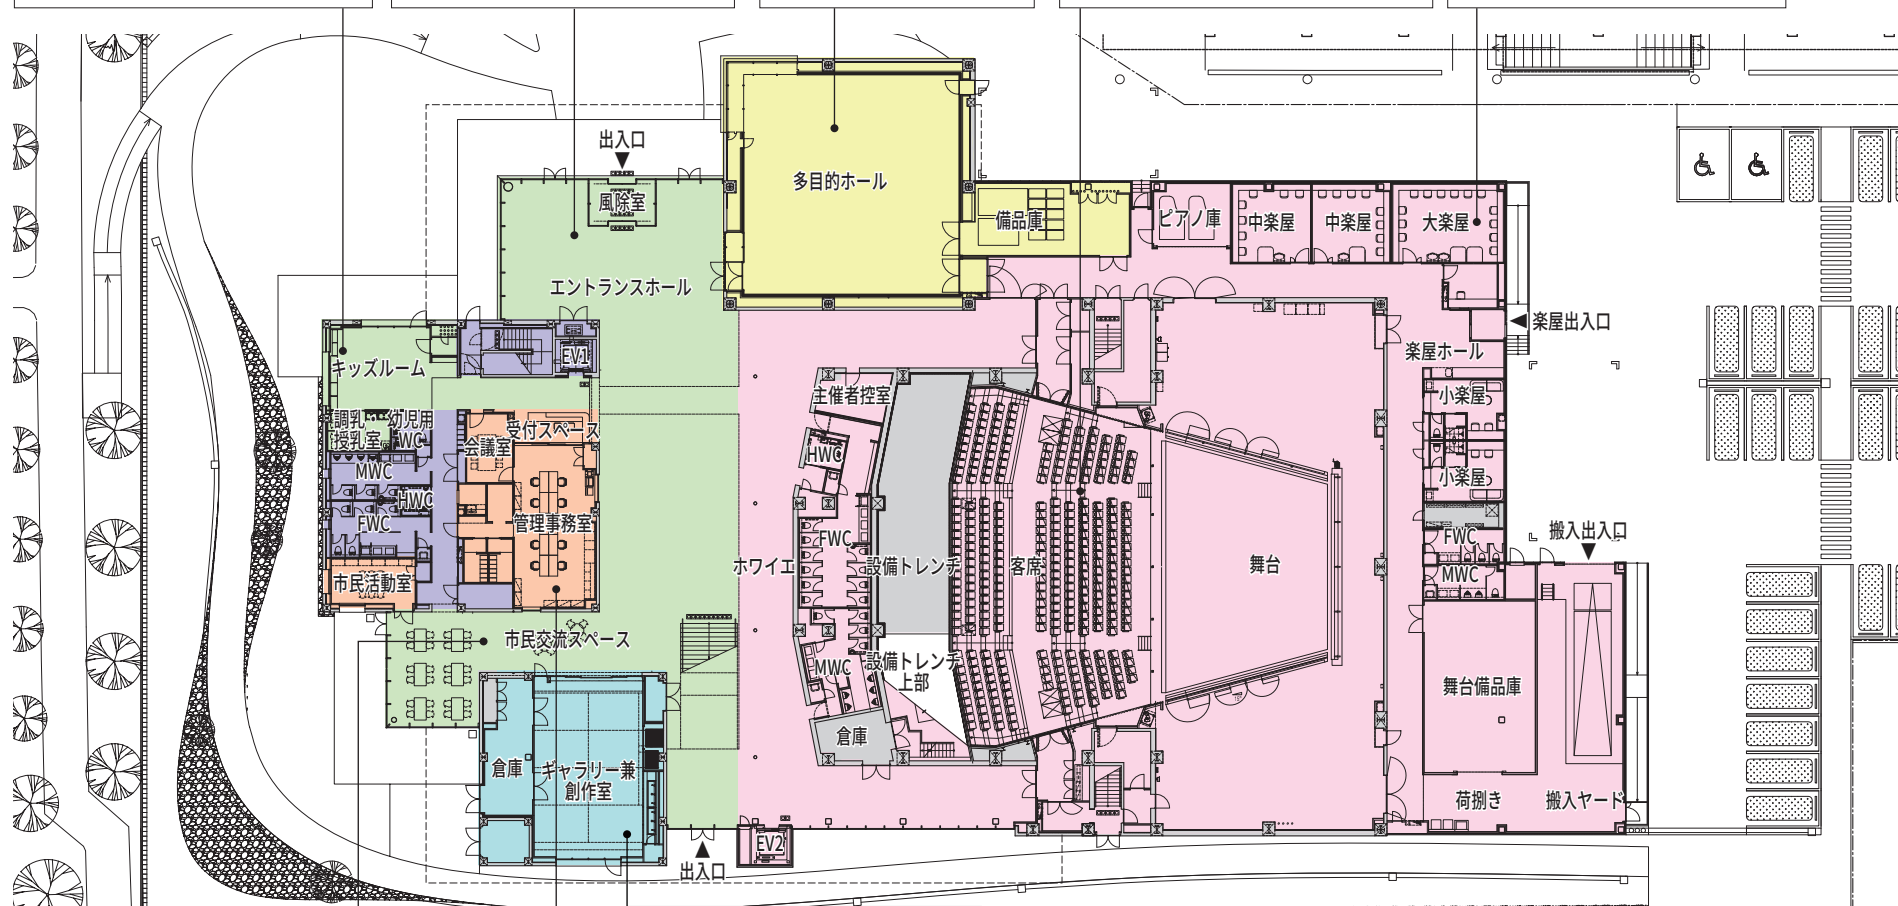 出入口
風除室
多目的ホール
備品庫
ピアノ庫
中楽屋
中楽屋
大楽屋
エントランスホール
楽屋出入口
キッズルーム
EV1
楽屋ホール
主催者控室
小楽屋
調乳
授乳室
幼児用
WC
会議室
受付スペース
HWC
MWC
小楽屋
HWC
FWC
管理事務室
FWC
FWC
搬入出入口
ホワイエ
設備トレンチ
客席
舞台
MWC
市民活動室
市民交流スペース
MWC
設備トレンチ
上部
舞台備品庫
倉庫
倉庫
ギャラリー兼
創作室
荷捌き
搬入ヤード
EV2
出入口